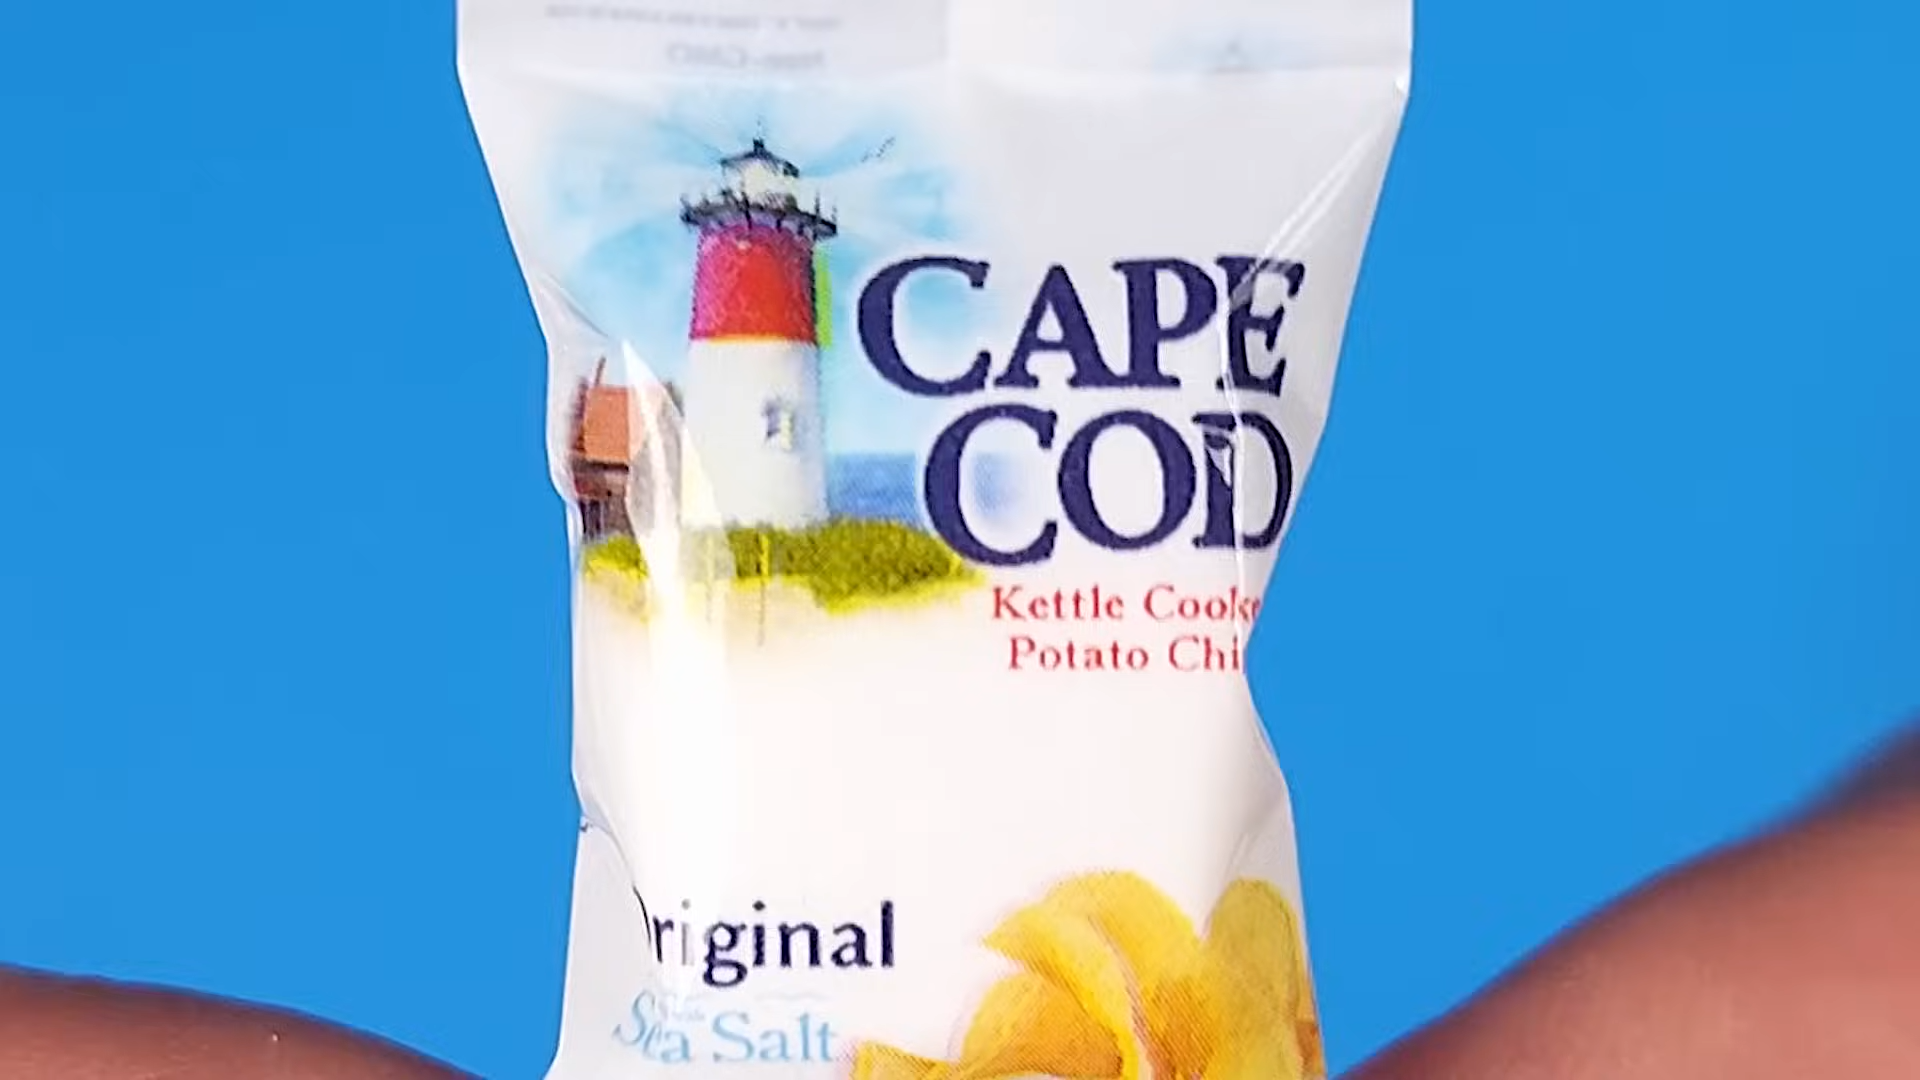 CAPE
COD
Kettle Cooke
Potato Chi
riginal
Sea Salt